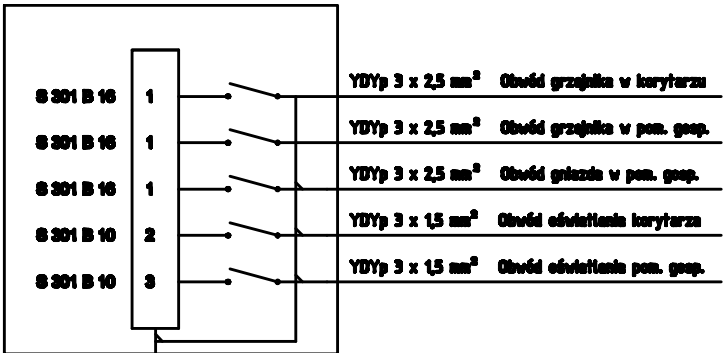 S 301 B 16 1 YDYp 3 x 2,5 mm² Obwód grzejnika w korytarzu
S 301 B 16 1 YDYp 3 x 2,5 mm² Obwód grzejnika w pom. gosp.
S 301 B 16 1 YDYp 3 x 2,5 mm² Obwód gniazda w pom. gosp.
S 301 B 10 2 YDYp 3 x 1,5 mm² Obwód oświetlenia korytarza
S 301 B 10 3 YDYp 3 x 1,5 mm² Obwód oświetlenia pom. gosp.